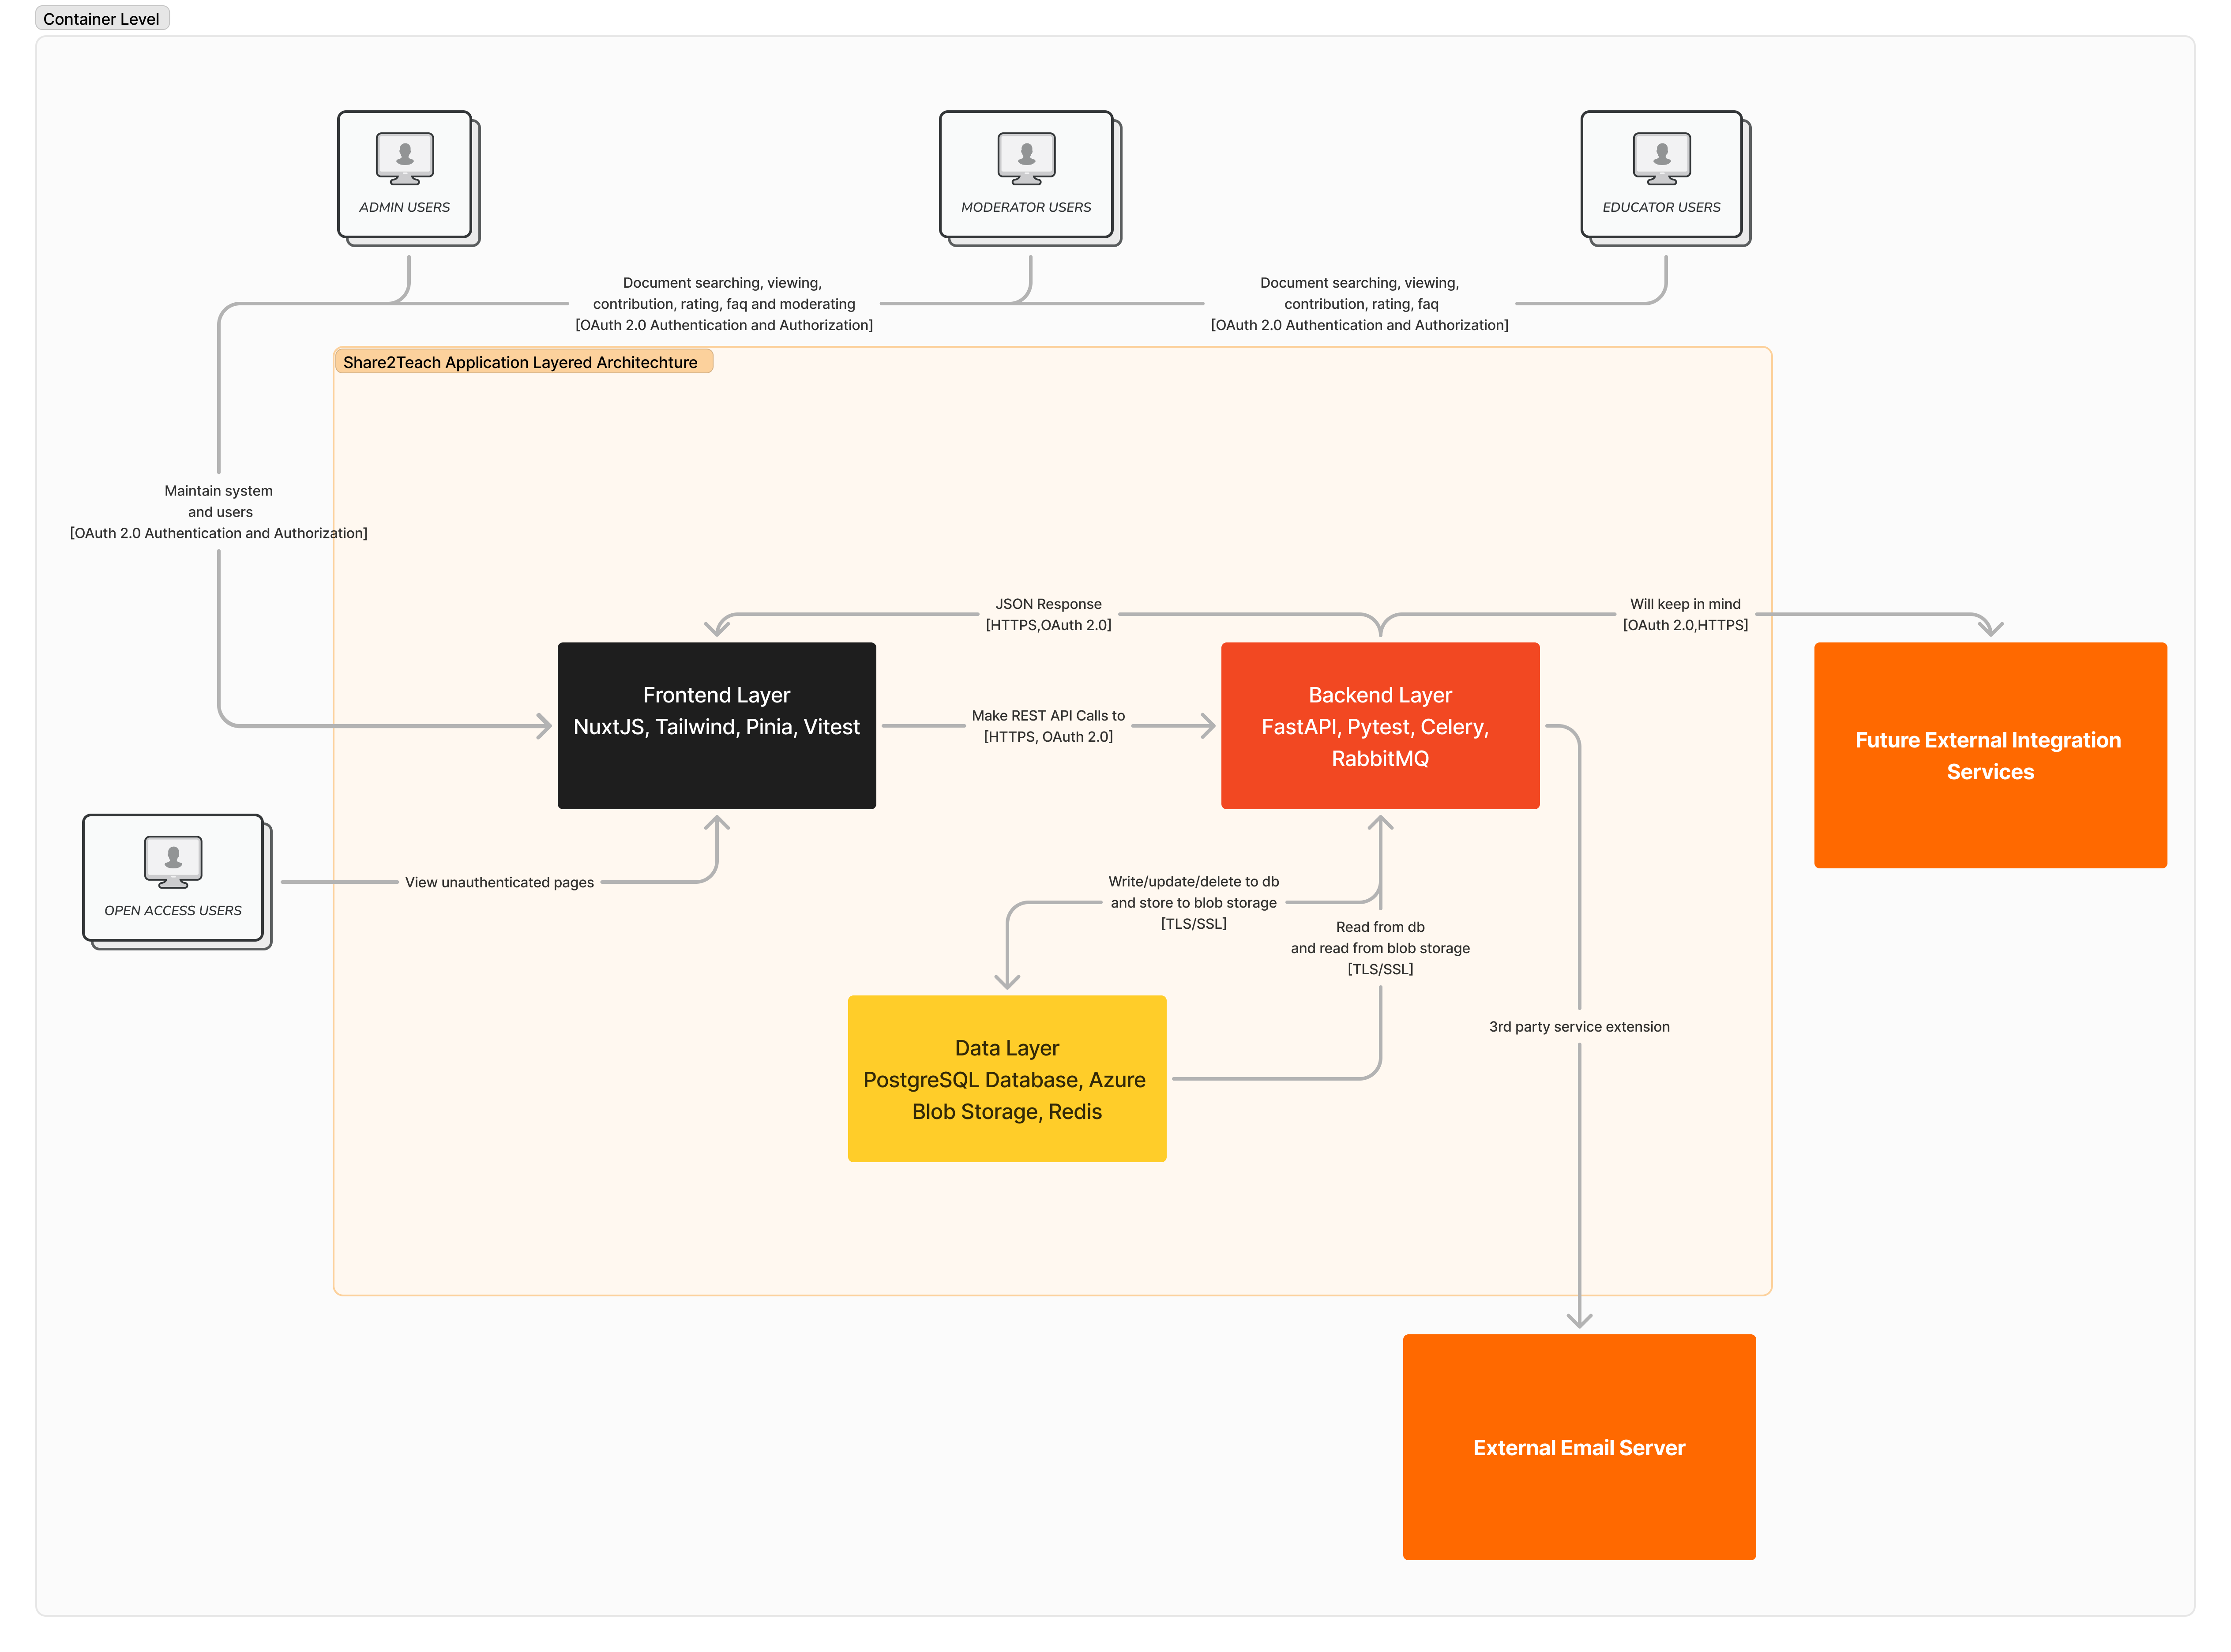 Container Level
ADMIN USERS
MODERATOR USERS
EDUCATOR USERS
Document searching, viewing,
contribution, rating, faq and moderating
[OAuth 2.0 Authentication and Authorization]
Document searching, viewing,
contribution, rating, faq
[OAuth 2.0 Authentication and Authorization]
Share2Teach Application Layered Architechture
Maintain system
and users
[OAuth 2.0 Authentication and Authorization]
JSON Response
[HTTPS,OAuth 2.0]
Will keep in mind
[OAuth 2.0,HTTPS]
Frontend Layer
NuxtJS, Tailwind, Pinia, Vitest
Make REST API Calls to
[HTTPS, OAuth 2.0]
Backend Layer
FastAPI, Pytest, Celery,
RabbitMQ
Future External Integration
Services
OPEN ACCESS USERS
View unauthenticated pages
Write/update/delete to db
and store to blob storage
[TLS/SSL]
Read from db
and read from blob storage
[TLS/SSL]
Data Layer
PostgreSQL Database, Azure
Blob Storage, Redis
3rd party service extension
External Email Server